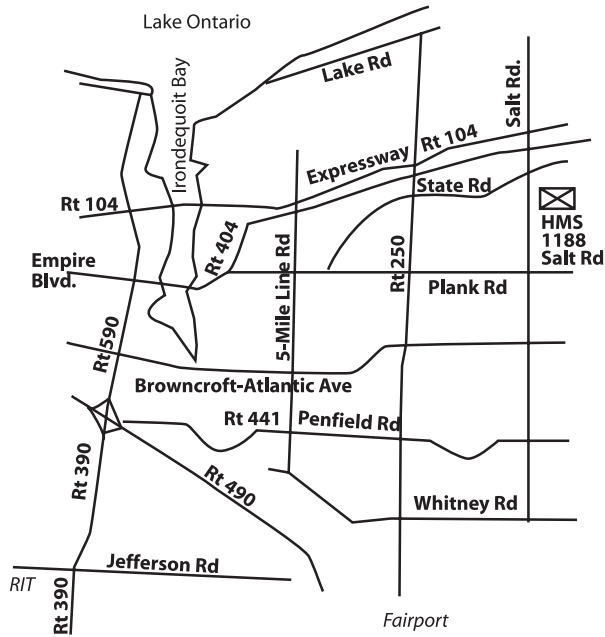 Lake Ontario
Lake Rd
Salt Rd.
Irondequoit Bay
Expressway
Rt 104
State Rd
Rt 104
HMS
1188
Salt Rd
Rt 404
5-Mile Line Rd
Rt 250
Empire
Blvd.
Plank Rd
Rt 590
Browncroft-Atlantic Ave
Rt 441
Penfield Rd
Rt 390
Rt 490
Whitney Rd
Jefferson Rd
RIT
Rt 390
Fairport